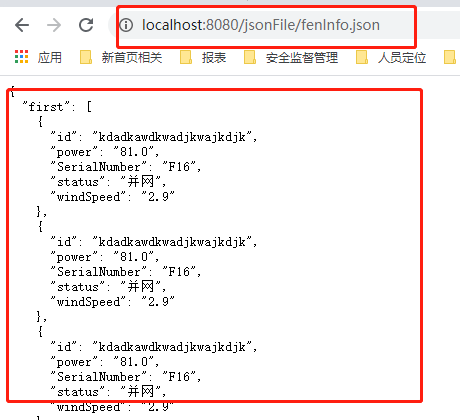 localhost:8080/jsonFile/fenInfo.json
应用 新首页相关 报表 安全监督管理 人员定位
{
"first": [
{
"id": "kdadkawdkwadjkwajkdjk",
"power": "81.0",
"SerialNumber": "F16",
"status": "并网",
"windSpeed": "2.9"
},
{
"id": "kdadkawdkwadjkwajkdjk",
"power": "81.0",
"SerialNumber": "F16",
"status": "并网",
"windSpeed": "2.9"
},
{
"id": "kdadkawdkwadjkwajkdjk",
"power": "81.0",
"SerialNumber": "F16",
"status": "并网",
"windSpeed": "2.9"